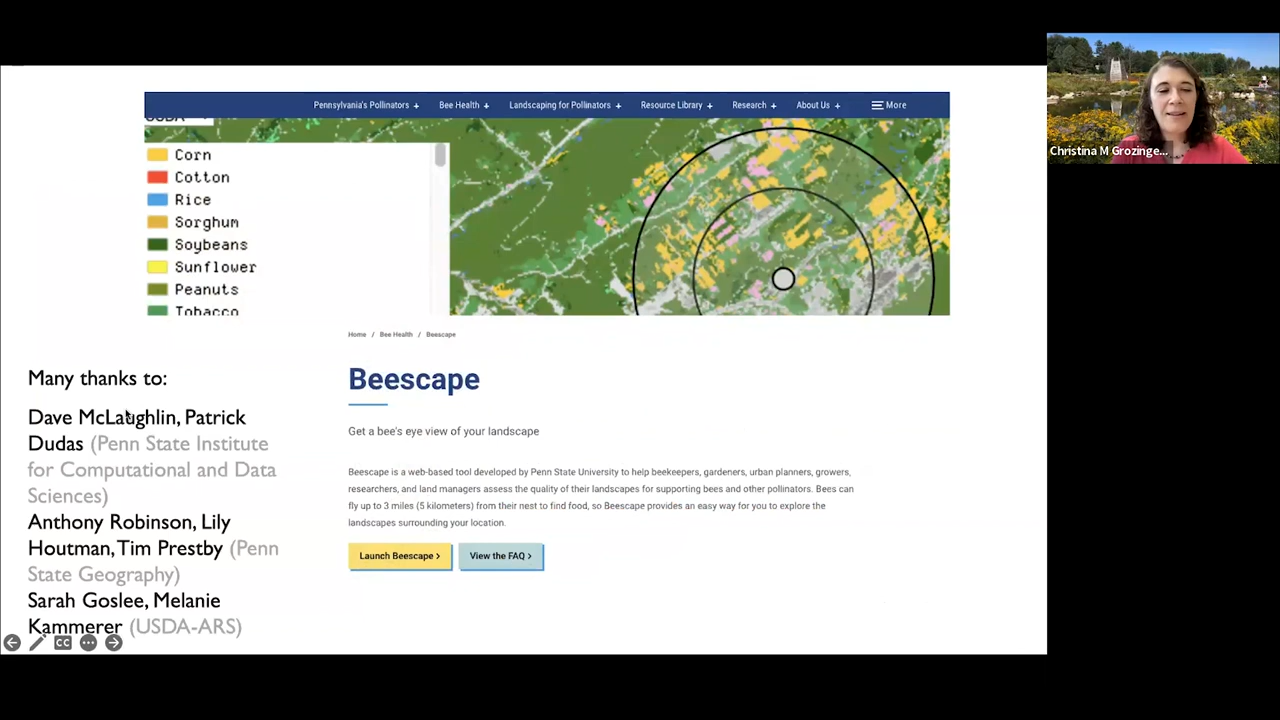 Pennsylvania's Pollinators +
Bee Health +
Landscaping for Pollinators +
Resource Library +
Research +
About Us +
More
USDA
Corn
Cotton
Rice
Sorghum
Soybeans
Sunflower
Peanuts
Tobacco
Christina M Grozinge...
Home / Bee Health / Beescape
Beescape
Get a bee's eye view of your landscape
Beescape is a web-based tool developed by Penn State University to help beekeepers, gardeners, urban planners, growers,
researchers, and land managers assess the quality of their landscapes for supporting bees and other pollinators. Bees can
fly up to 3 miles (5 kilometers) from their nest to find food, so Beescape provides an easy way for you to explore the
landscapes surrounding your location.
Launch Beescape >
View the FAQ >
Many thanks to:
Dave McLaughlin, Patrick
Dudas (Penn State Institute
for Computational and Data
Sciences)
Anthony Robinson, Lily
Houtman, Tim Prestby (Penn
State Geography)
Sarah Goslee, Melanie
Kammerer (USDA-ARS)
CC